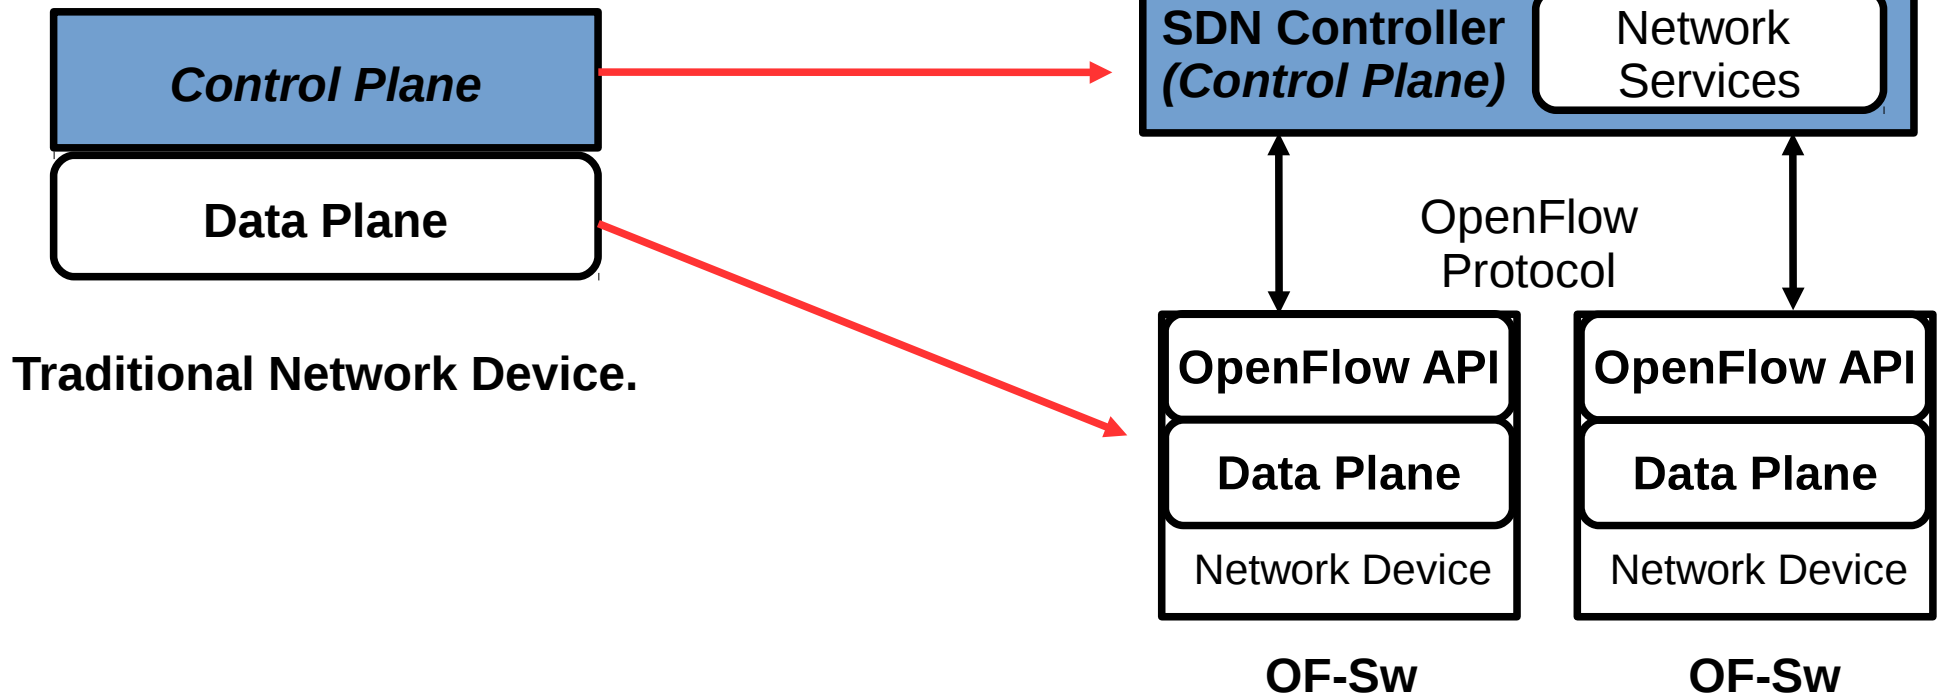 Control Plane
Data Plane
Traditional Network Device.
SDN Controller
(Control Plane)
Network
Services
OpenFlow
Protocol
OpenFlow API
Data Plane
Network Device
OF-Sw
OpenFlow API
Data Plane
Network Device
OF-Sw